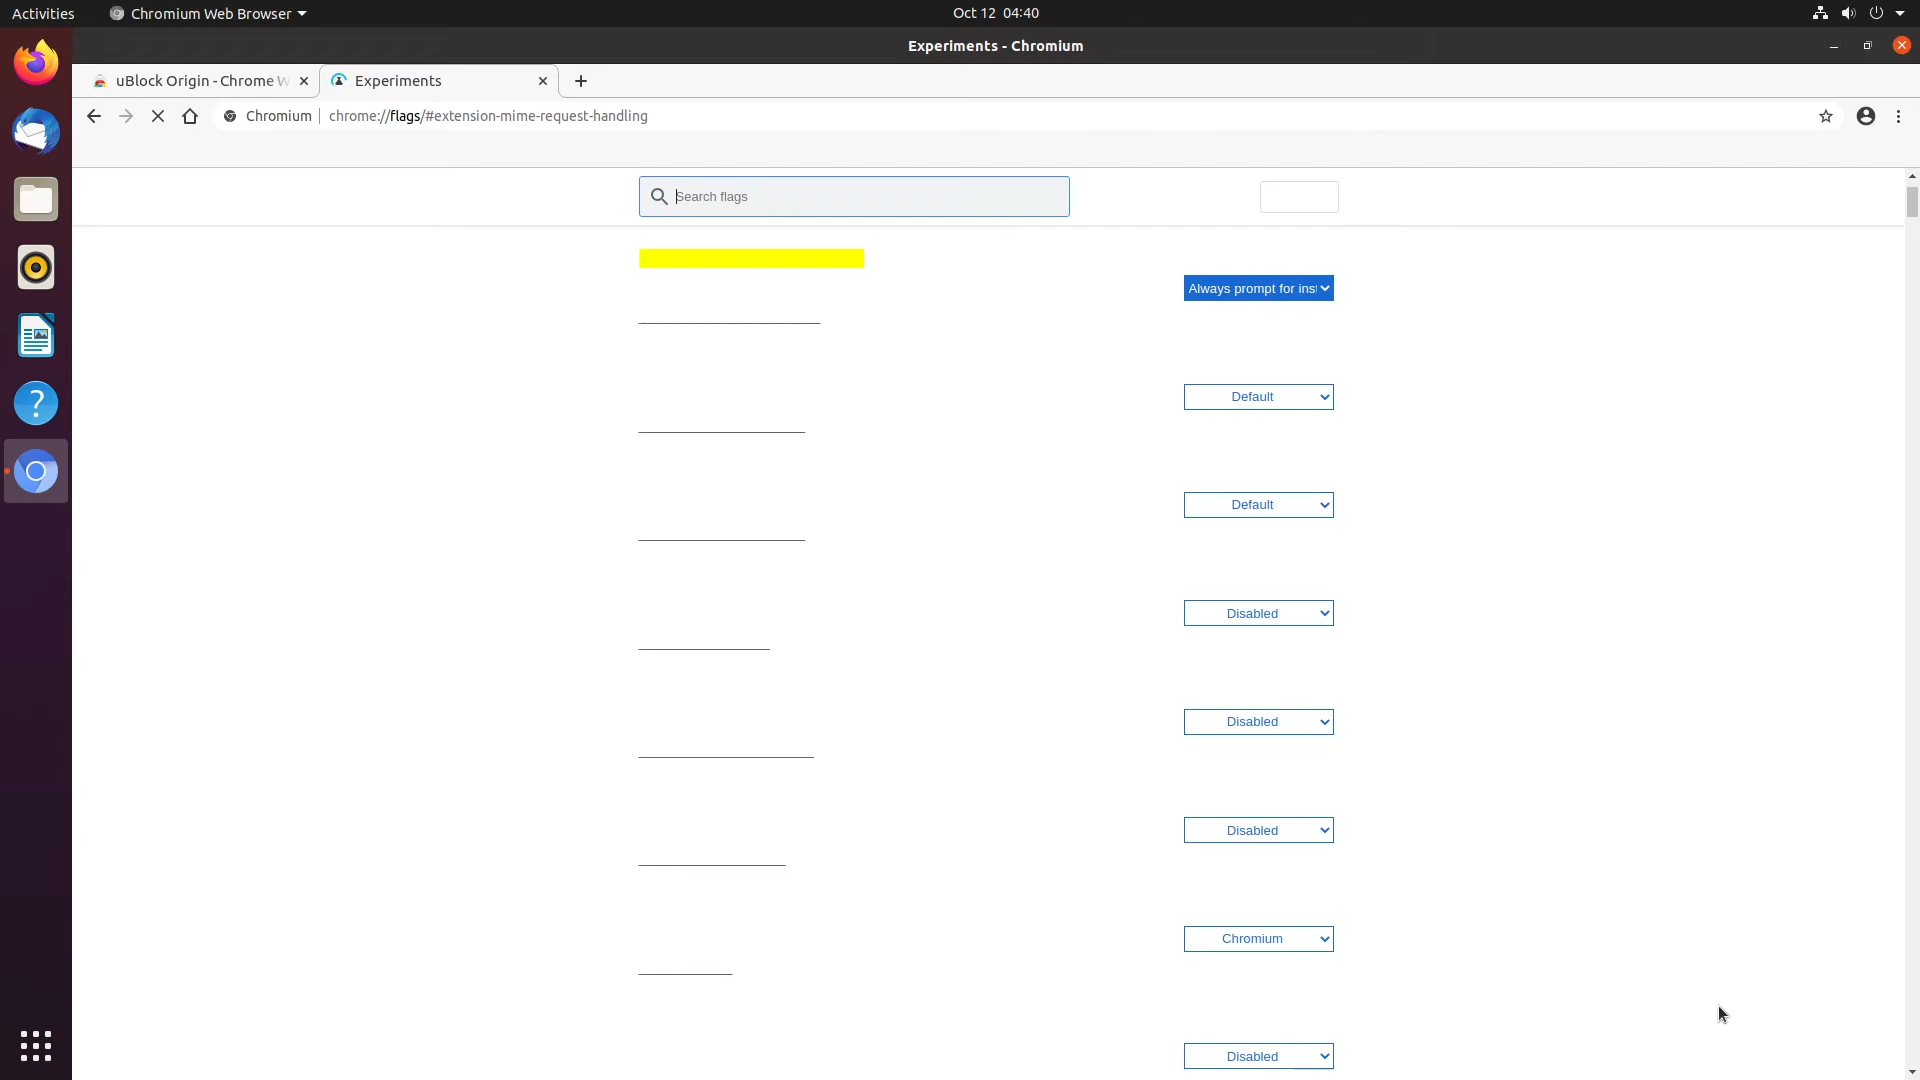 Activities
Chromium Web Browser
Oct 12 04:40
Experiments - Chromium
uBlock Origin - Chrome W
Experiments
Chromium
chrome://flags/#extension-mime-request-handling
Search flags
Always prompt for ins
Default
Default
Disabled
Disabled
Disabled
Chromium
Disabled